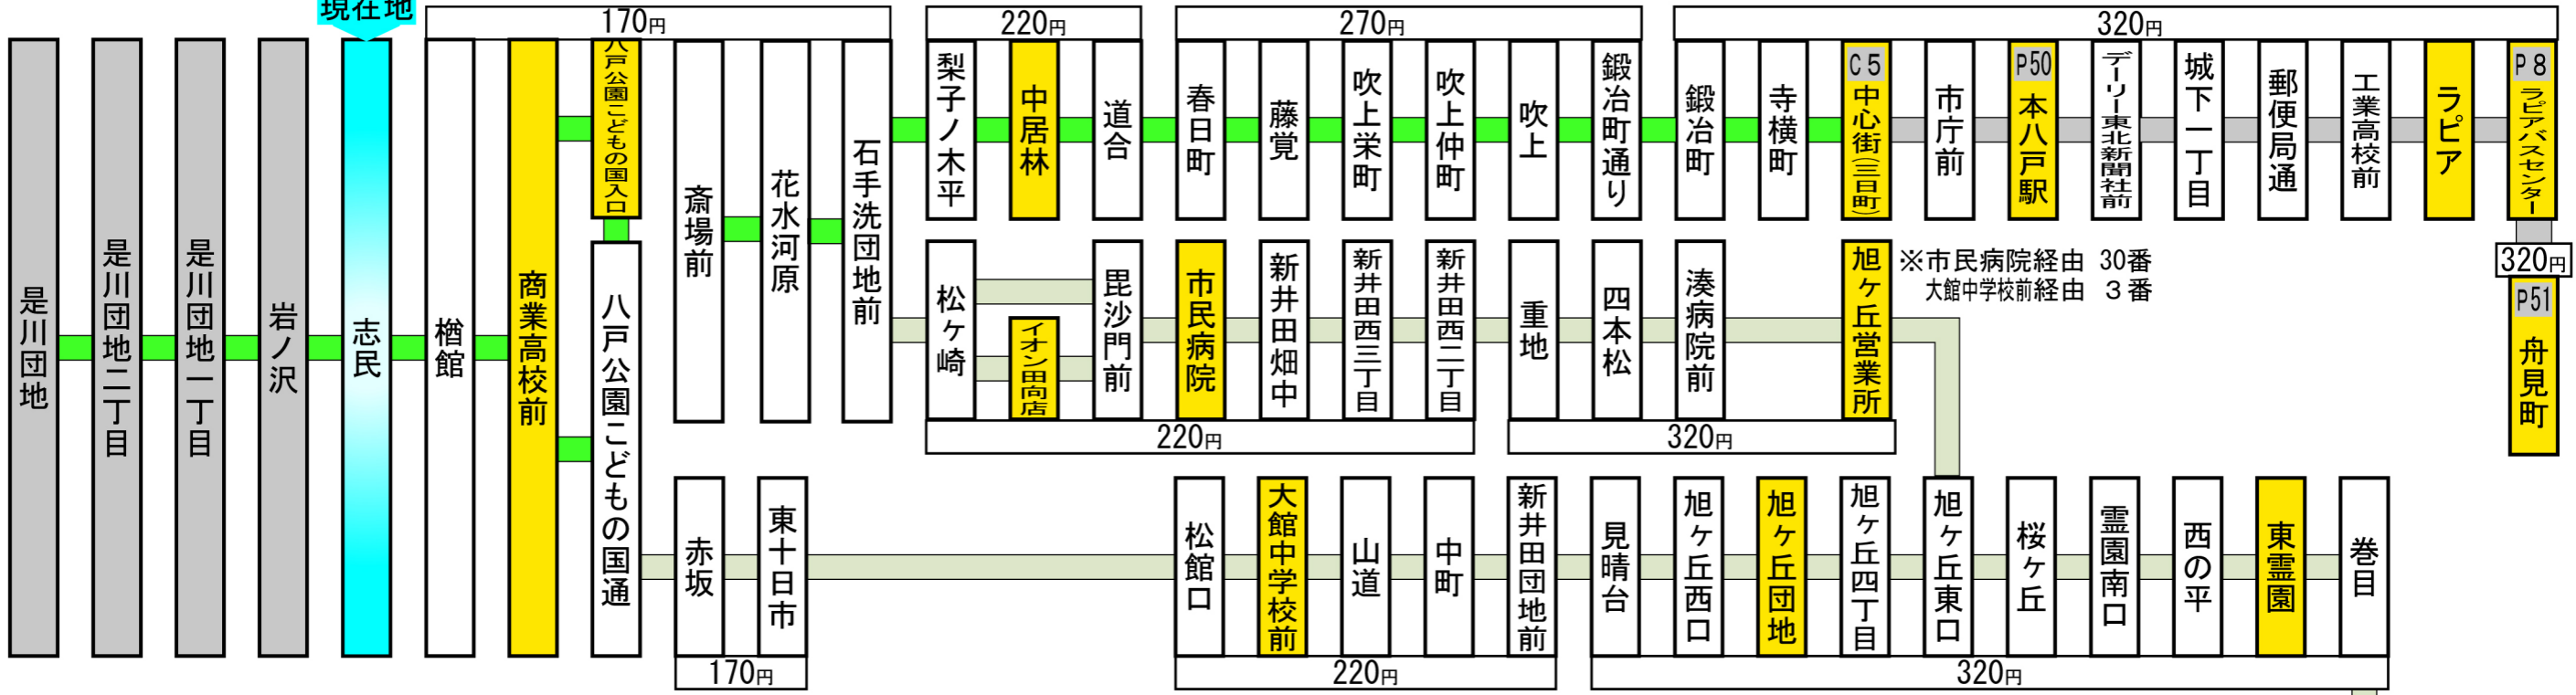 現在地
170円
220円
270円
320円
是川団地
是川団地二丁目
是川団地一丁目
岩ノ沢
志民
楢館
商業高校前
八戸公園こどもの国入口
八戸公園こどもの国通
斎場前
花水河原
石手洗団地前
梨子ノ木平
中居林
道合
春日町
藤覚
吹上栄町
吹上仲町
吹上
鍛冶町通り
鍛冶町
寺横町
C5
中心街(三日町)
市庁前
P50
本八戸駅
デーリー東北新聞社前
城下一丁目
郵便局通
工業高校前
ラピア
P8
ラピアバスセンター
320円
P51
舟見町
松ヶ崎
イオン田向店
毘沙門前
市民病院
新井田畑中
新井田西三丁目
新井田西二丁目
重地
四本松
湊病院前
旭ヶ丘営業所
※市民病院経由 30番
大館中学校前経由 3番
220円
320円
赤坂
東十日市
松館口
大館中学校前
山道
中町
新井田団地前
見晴台
旭ヶ丘西口
旭ヶ丘団地
旭ヶ丘四丁目
旭ヶ丘東口
桜ヶ丘
霊園南口
西の平
東霊園
巻目
170円
220円
320円